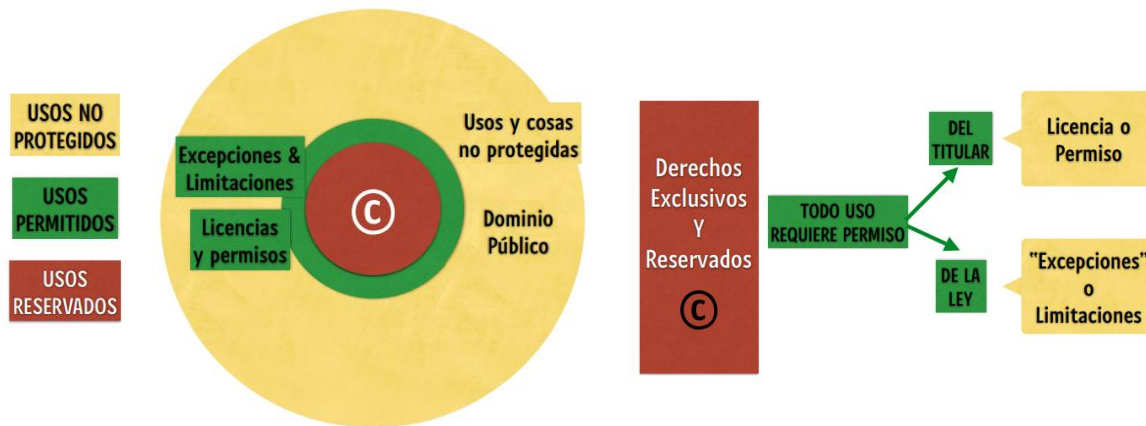 USOS NO
PROTEGIDOS
USOS
PERMITIDOS
USOS
RESERVADOS
Excepciones &
Limitaciones
Licencias
y permisos
©
Usos y cosas
no protegidas
Dominio
Público
Derechos
Exclusivos
Y
Reservados
©
TODO USO
REQUIERE PERMISO
DEL
TITULAR
Licencia o
Permiso
DE LA
LEY
"Excepciones"
o
Limitaciones